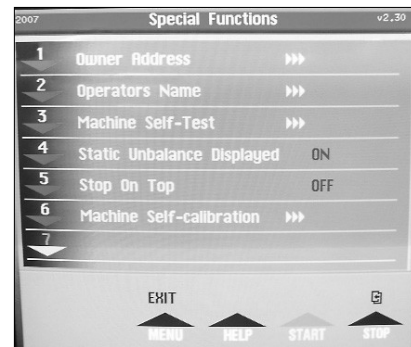 2007 Special Functions v2.30
1 Owner Address
2 Operators Name
3 Machine Self-Test
4 Static Unbalance Displayed ON
5 Stop On Top OFF
6 Machine Self-calibration
7
EXIT
MENU HELP START STOP